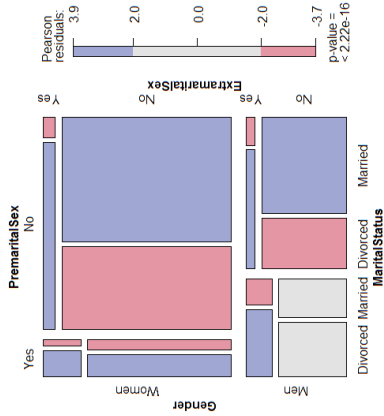 PremaritalSex
Yes
No
Women
Men
Gender
Yes
No
Yes
No
ExtramaritalSex
Divorced
Married
Divorced
Married
MaritalStatus
Pearson
residuals:
3.9
2.0
0.0
-2.0
-3.7
p-value =
< 2.22e-16